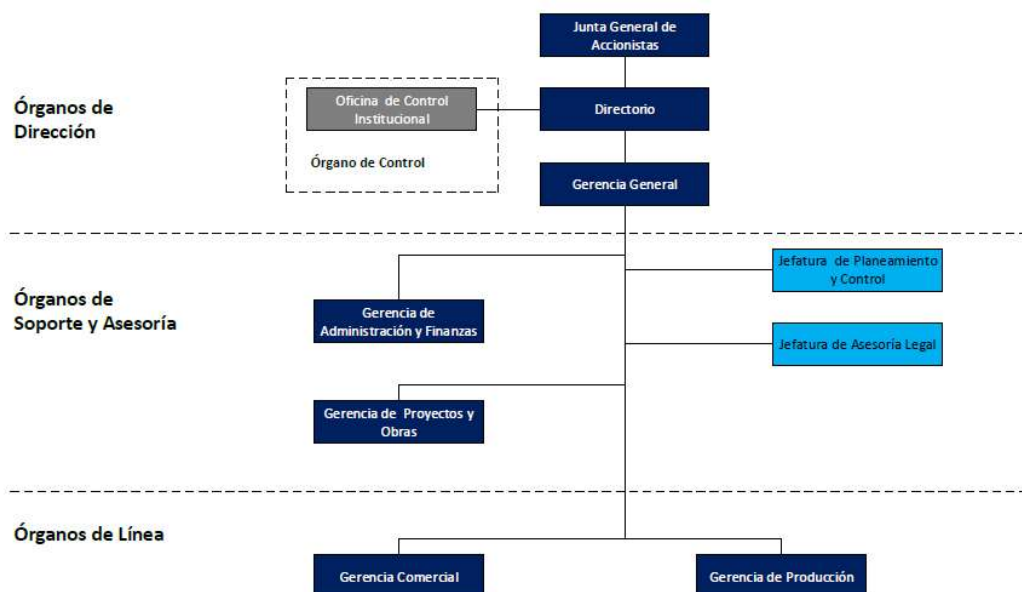 Junta General de
Accionistas
Órganos de
Dirección
Oficina de Control
Institucional
Directorio
Órgano de Control
Gerencia General
Órganos de
Soporte y Asesoría
Jefatura de Planeamiento
y Control
Gerencia de
Administración y Finanzas
Jefatura de Asesoría Legal
Gerencia de Proyectos y
Obras
Órganos de Línea
Gerencia Comercial
Gerencia de Producción